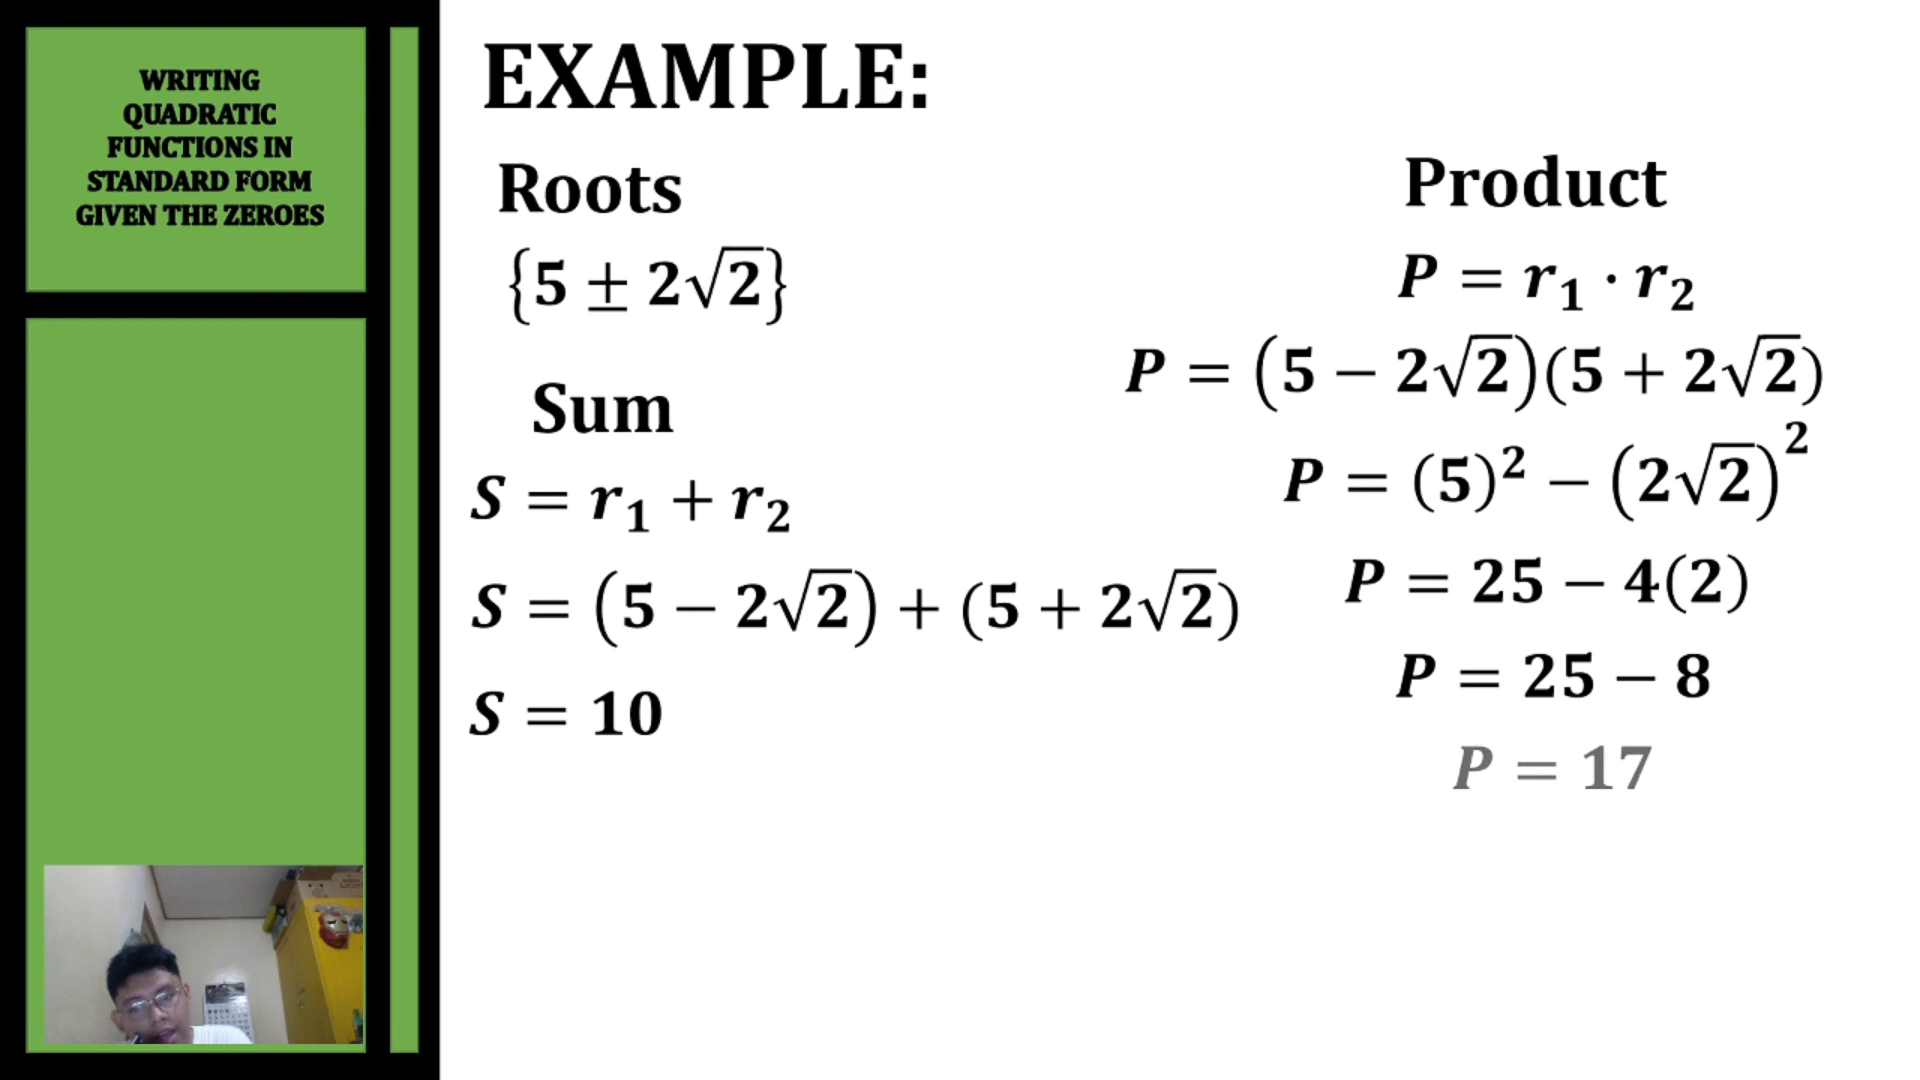 WRITING
QUADRATIC
FUNCTIONS IN
STANDARD FORM
GIVEN THE ZEROES
EXAMPLE:
Roots
{5 ± 2√2}
Sum
S = r₁ + r₂
S = (5 − 2√2) + (5 + 2√2)
S = 10
Product
P = r₁ · r₂
P = (5 − 2√2)(5 + 2√2)
P = (5)² − (2√2)²
P = 25 − 4(2)
P = 25 − 8
P = 17